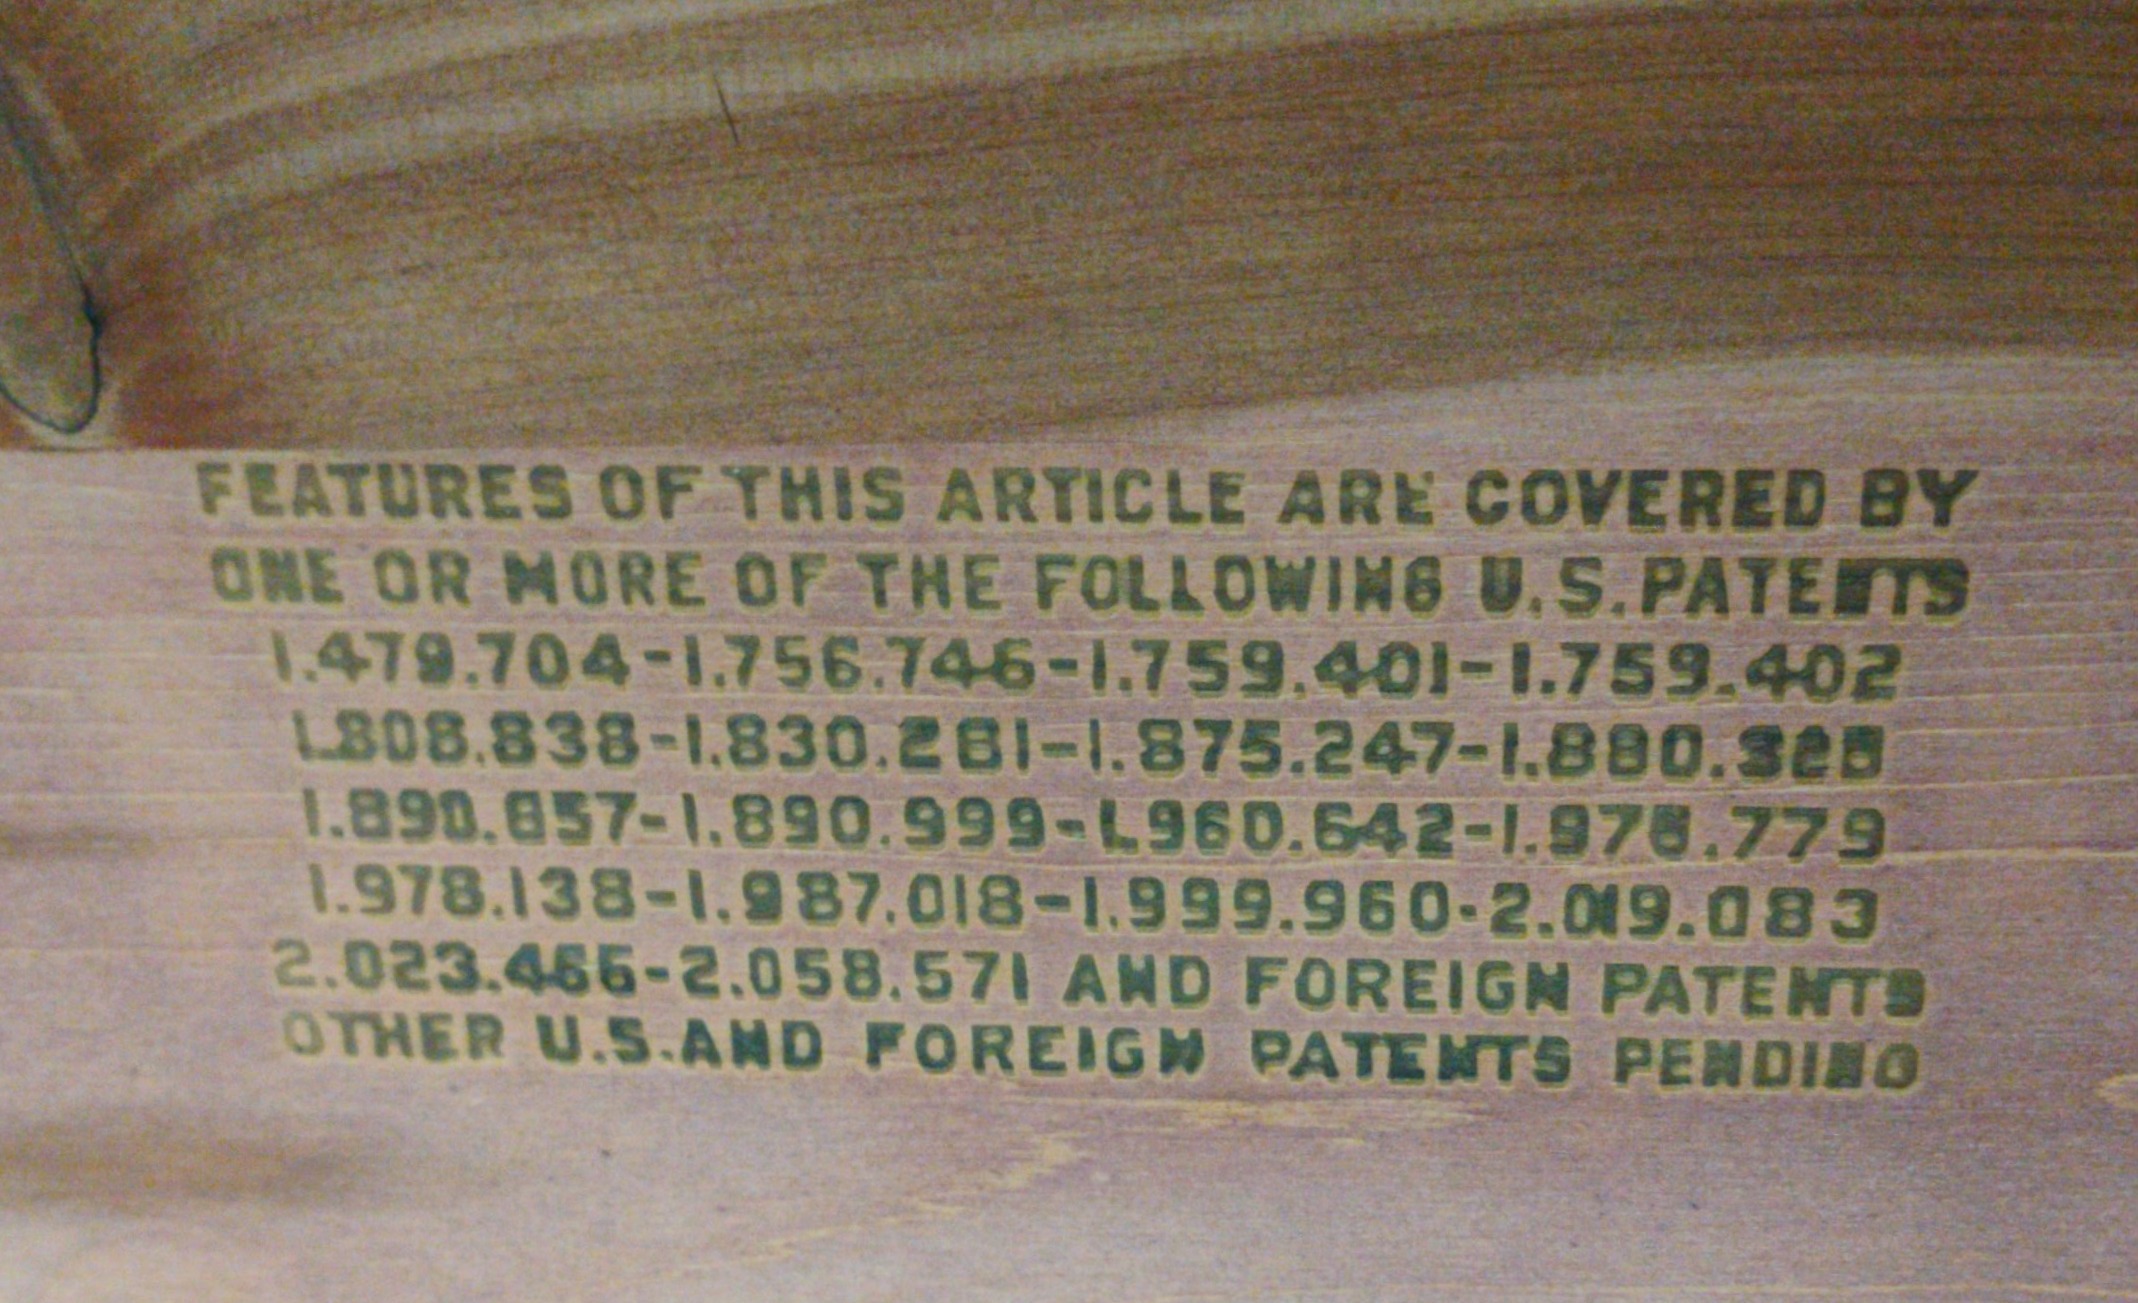 FEATURES OF THIS ARTICLE ARE COVERED BY
ONE OR MORE OF THE FOLLOWING U.S. PATENTS
1.479.704-1.756.746-1.759.401-1.759.402
1.808.838-1.830.281-1.875.247-1.880.328
1.890.857-1.890.999-1.960.642-1.976.779
1.978.138-1.987.018-1.999.960-2.019.083
2.023.466-2.058.571 AND FOREIGN PATENTS
OTHER U.S. AND FOREIGN PATENTS PENDING